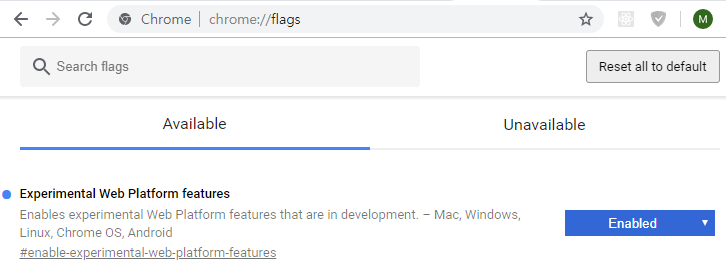 Chrome | chrome://flags M
Search flags
Reset all to default
Available Unavailable
Experimental Web Platform features
Enables experimental Web Platform features that are in development. – Mac, Windows,
Linux, Chrome OS, Android
#enable-experimental-web-platform-features
Enabled